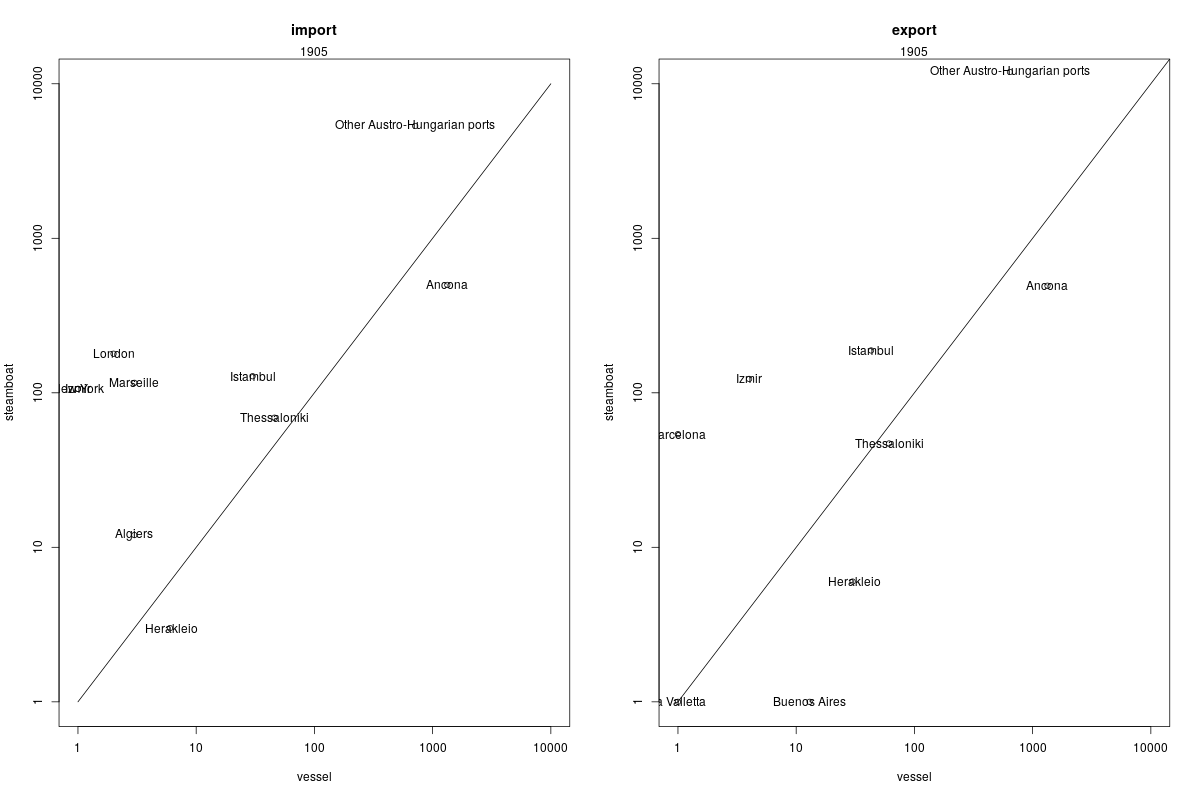 import
1905
10000
1000
100
10
1
steamboat
Other Austro-Hungarian ports
Ancona
London
Marseille
Istambul
Thessaloniki
Algiers
Herakleio
1 10 100 1000 10000
vessel
export
1905
10000
1000
100
10
1
steamboat
Other Austro-Hungarian ports
Ancona
Istambul
Izmir
arcelona
Thessaloniki
Herakleio
a Valletta
Buenos Aires
1 10 100 1000 10000
vessel